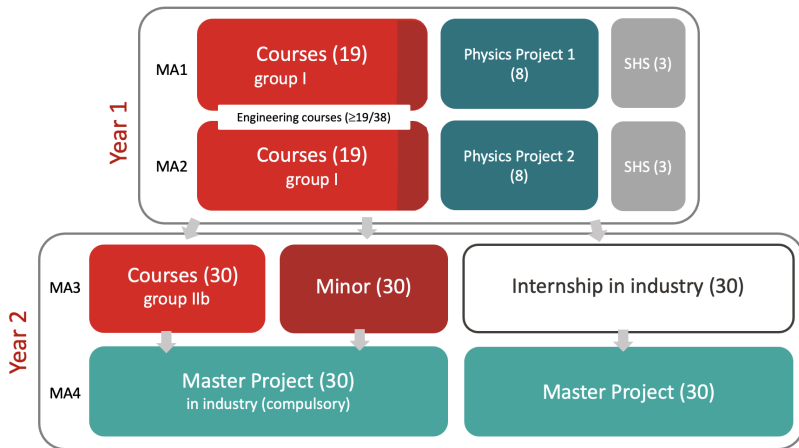 Year 1
MA1
Courses (19)
group I
Physics Project 1
(8)
SHS (3)
Engineering courses (≥19/38)
MA2
Courses (19)
group I
Physics Project 2
(8)
SHS (3)
Year 2
MA3
Courses (30)
group IIb
Minor (30)
Internship in industry (30)
MA4
Master Project (30)
in industry (compulsory)
Master Project (30)